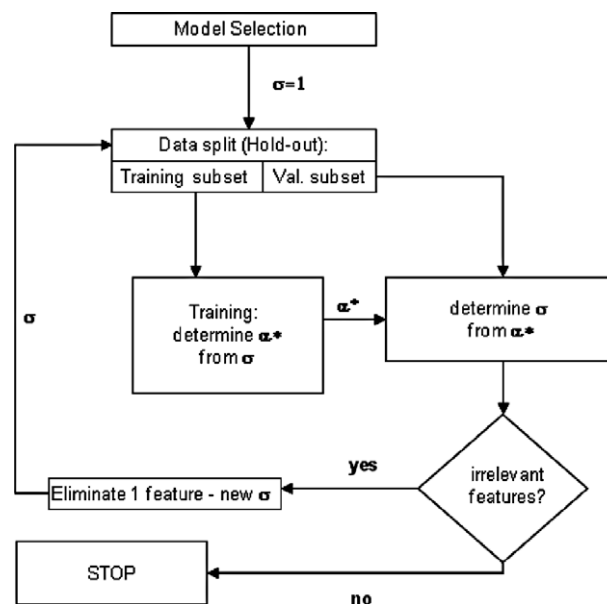 Model Selection
σ=1
Data split (Hold-out):
Training subset
Val. subset
Training:
determine α*
from σ
α*
determine σ
from α*
σ
yes
irrelevant
features?
Eliminate 1 feature - new σ
STOP
no